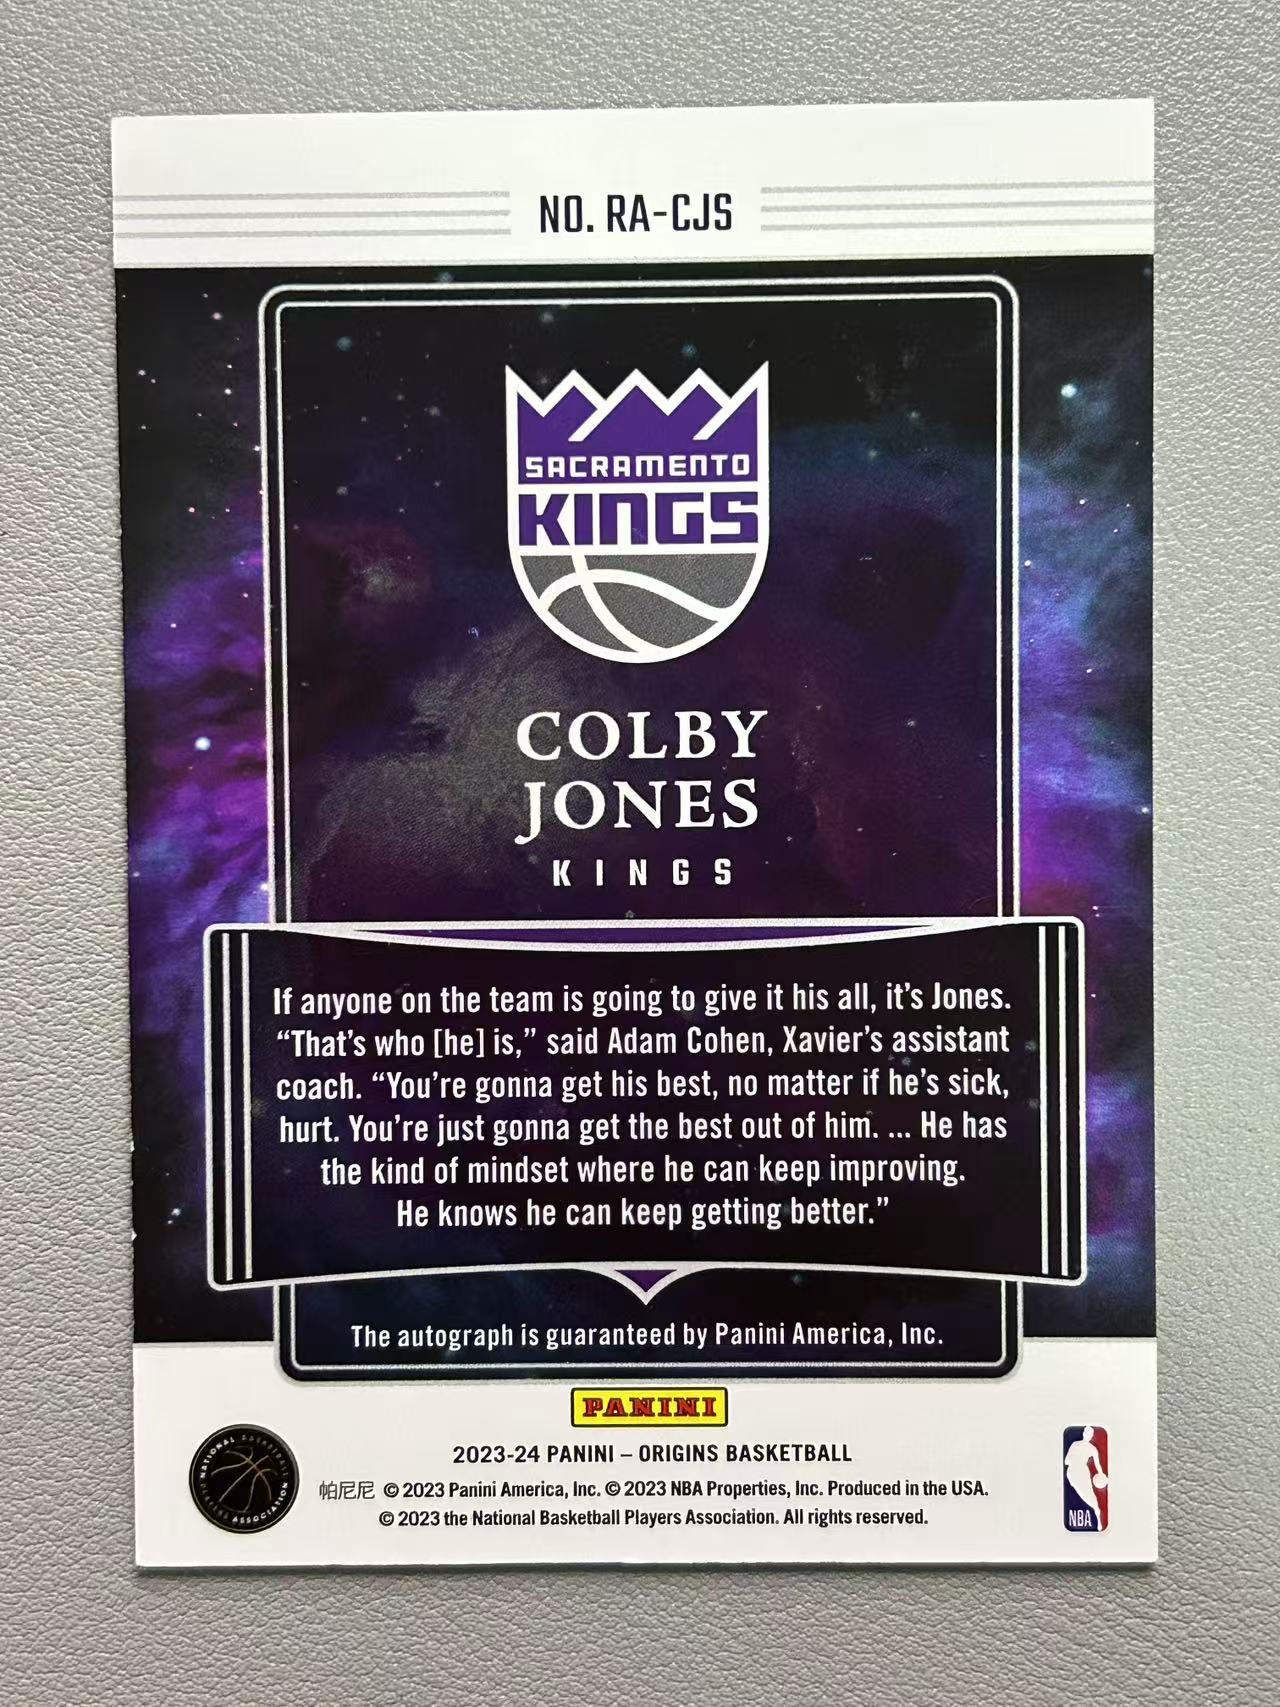 NO. RA-CJS
SACRAMENTO
KINGS
COLBY
JONES
KINGS
If anyone on the team is going to give it his all, it's Jones.
“That's who [he] is,” said Adam Cohen, Xavier's assistant
coach. “You're gonna get his best, no matter if he's sick,
hurt. You're just gonna get the best out of him. ... He has
the kind of mindset where he can keep improving.
He knows he can keep getting better.”
The autograph is guaranteed by Panini America, Inc.
PANINI
2023-24 PANINI – ORIGINS BASKETBALL
帕尼尼 © 2023 Panini America, Inc. © 2023 NBA Properties, Inc. Produced in the USA.
© 2023 the National Basketball Players Association. All rights reserved.
NATIONAL BASKETBALL PLAYERS ASSOCIATION
NBA